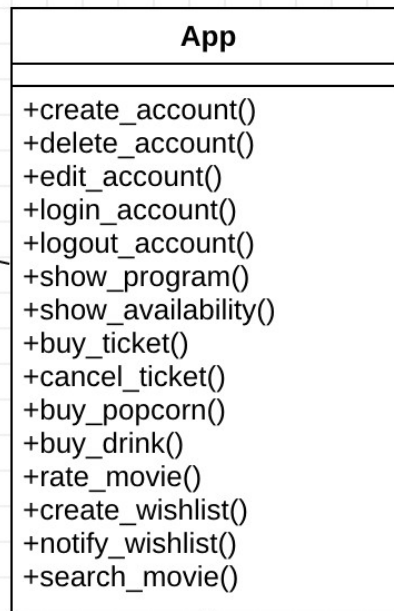 App
+create_account()
+delete_account()
+edit_account()
+login_account()
+logout_account()
+show_program()
+show_availability()
+buy_ticket()
+cancel_ticket()
+buy_popcorn()
+buy_drink()
+rate_movie()
+create_wishlist()
+notify_wishlist()
+search_movie()